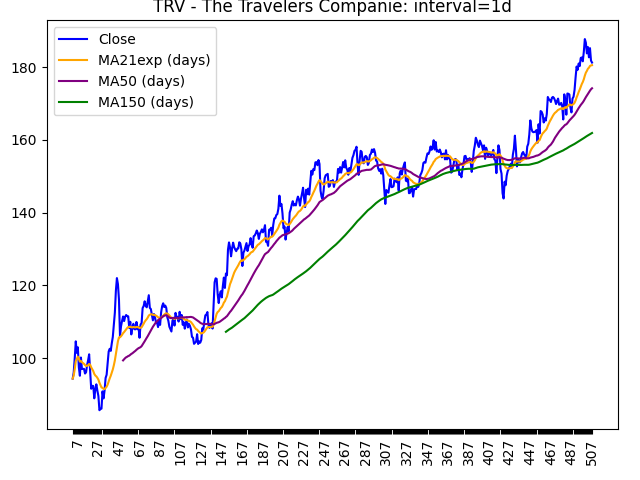 TRV - The Travelers Companie: interval=1d
Close
MA21exp (days)
MA50 (days)
MA150 (days)
180
160
140
120
100
7 27 47 67 87 107 127 147 167 187 207 227 247 267 287 307 327 347 367 387 407 427 447 467 487 507